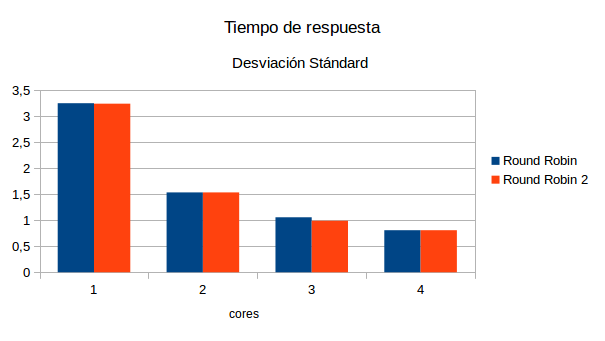 Tiempo de respuesta
Desviación Stándard
3,5
3
2,5
2
1,5
1
0,5
0
1 2 3 4
cores
Round Robin
Round Robin 2